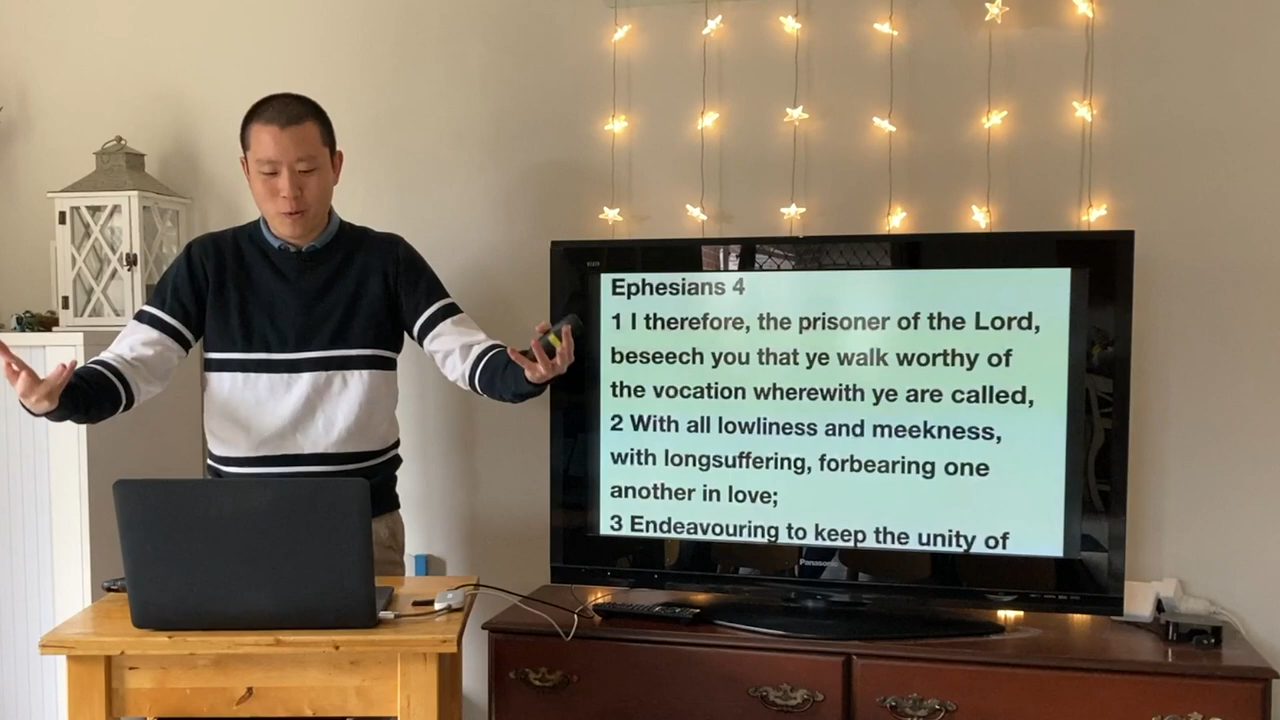 Ephesians 4
1 I therefore, the prisoner of the Lord,
beseech you that ye walk worthy of
the vocation wherewith ye are called,
2 With all lowliness and meekness,
with longsuffering, forbearing one
another in love;
3 Endeavouring to keep the unity of
Panasonic